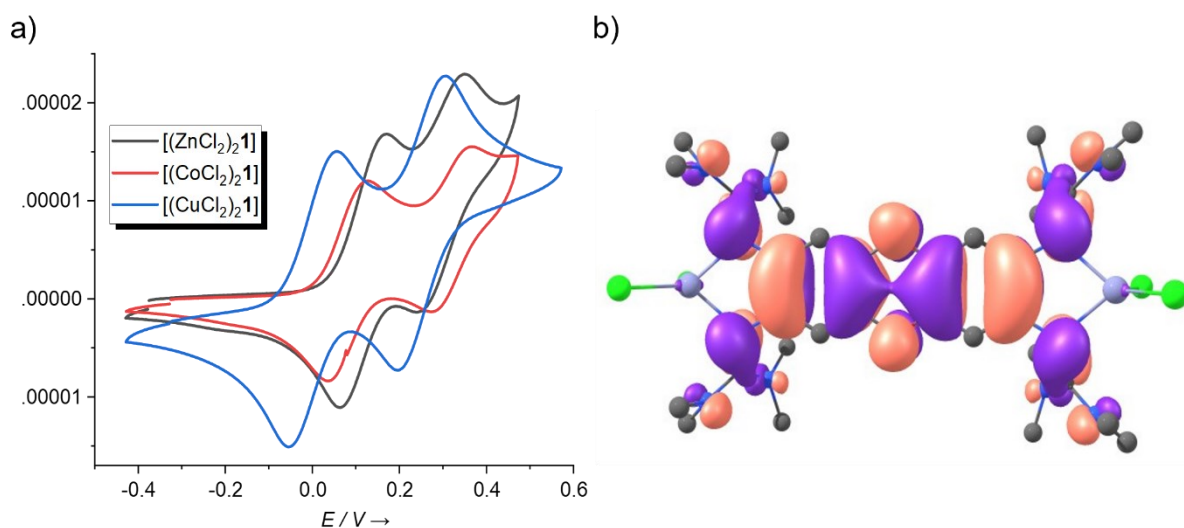 a)
b)
.00002
.00001
.00000
.00001
[(ZnCl₂)₂1]
[(CoCl₂)₂1]
[(CuCl₂)₂1]
-0.4 -0.2 0.0 0.2 0.4 0.6
E / V →